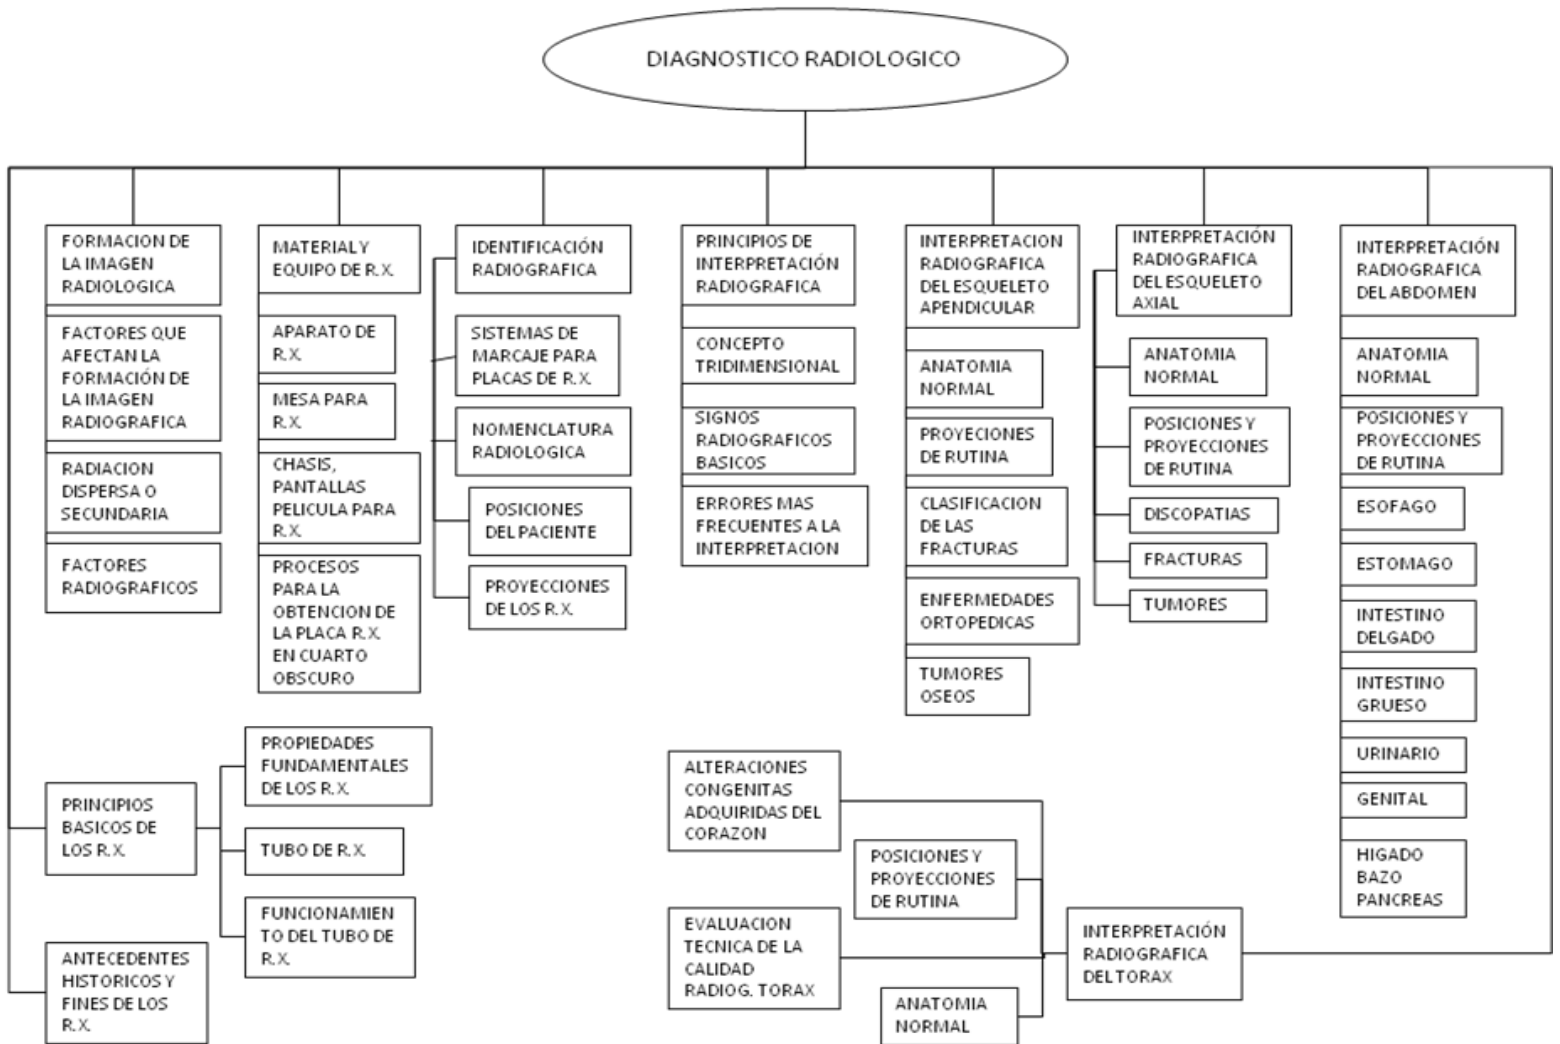 DIAGNOSTICO RADIOLOGICO
FORMACION DE
LA IMAGEN
RADIOLOGICA
FACTORES QUE
AFECTAN LA
FORMACIÓN DE
LA IMAGEN
RADIOGRAFICA
RADIACION
DISPERSA O
SECUNDARIA
FACTORES
RADIOGRAFICOS
MATERIAL Y
EQUIPO DE R.X.
APARATO DE
R.X.
MESA PARA
R.X.
CHASIS,
PANTALLAS
PELICULA PARA
R.X.
PROCESOS
PARA LA
OBTENCION DE
LA PLACA R.X.
EN CUARTO
OBSCURO
IDENTIFICACIÓN
RADIOGRAFICA
SISTEMAS DE
MARCAJE PARA
PLACAS DE R.X.
NOMENCLATURA
RADIOLOGICA
POSICIONES
DEL PACIENTE
PROYECCIONES
DE LOS R.X.
PRINCIPIOS DE
INTERPRETACIÓN
RADIOGRAFICA
CONCEPTO
TRIDIMENSIONAL
SIGNOS
RADIOGRAFICOS
BASICOS
ERRORES MAS
FRECUENTES A LA
INTERPRETACION
INTERPRETACION
RADIOGRAFICA
DEL ESQUELETO
APENDICULAR
ANATOMIA
NORMAL
PROYECIONES
DE RUTINA
CLASIFICACION
DE LAS
FRACTURAS
ENFERMEDADES
ORTOPEDICAS
TUMORES
OSEOS
INTERPRETACIÓN
RADIOGRAFICA
DEL ESQUELETO
AXIAL
ANATOMIA
NORMAL
POSICIONES Y
PROYECCIONES
DE RUTINA
DISCOPATIAS
FRACTURAS
TUMORES
INTERPRETACIÓN
RADIOGRAFICA
DEL ABDOMEN
ANATOMIA
NORMAL
POSICIONES Y
PROYECCIONES
DE RUTINA
ESOFAGO
ESTOMAGO
INTESTINO
DELGADO
INTESTINO
GRUESO
URINARIO
GENITAL
HIGADO
BAZO
PANCREAS
PRINCIPIOS
BASICOS DE
LOS R.X.
PROPIEDADES
FUNDAMENTALES
DE LOS R.X.
TUBO DE R.X.
FUNCIONAMIEN
TO DEL TUBO DE
R.X.
ANTECEDENTES
HISTORICOS Y
FINES DE LOS
R.X.
ALTERACIONES
CONGENITAS
ADQUIRIDAS DEL
CORAZON
POSICIONES Y
PROYECCIONES
DE RUTINA
EVALUACION
TECNICA DE LA
CALIDAD
RADIOG. TORAX
ANATOMIA
NORMAL
INTERPRETACIÓN
RADIOGRAFICA
DEL TORAX